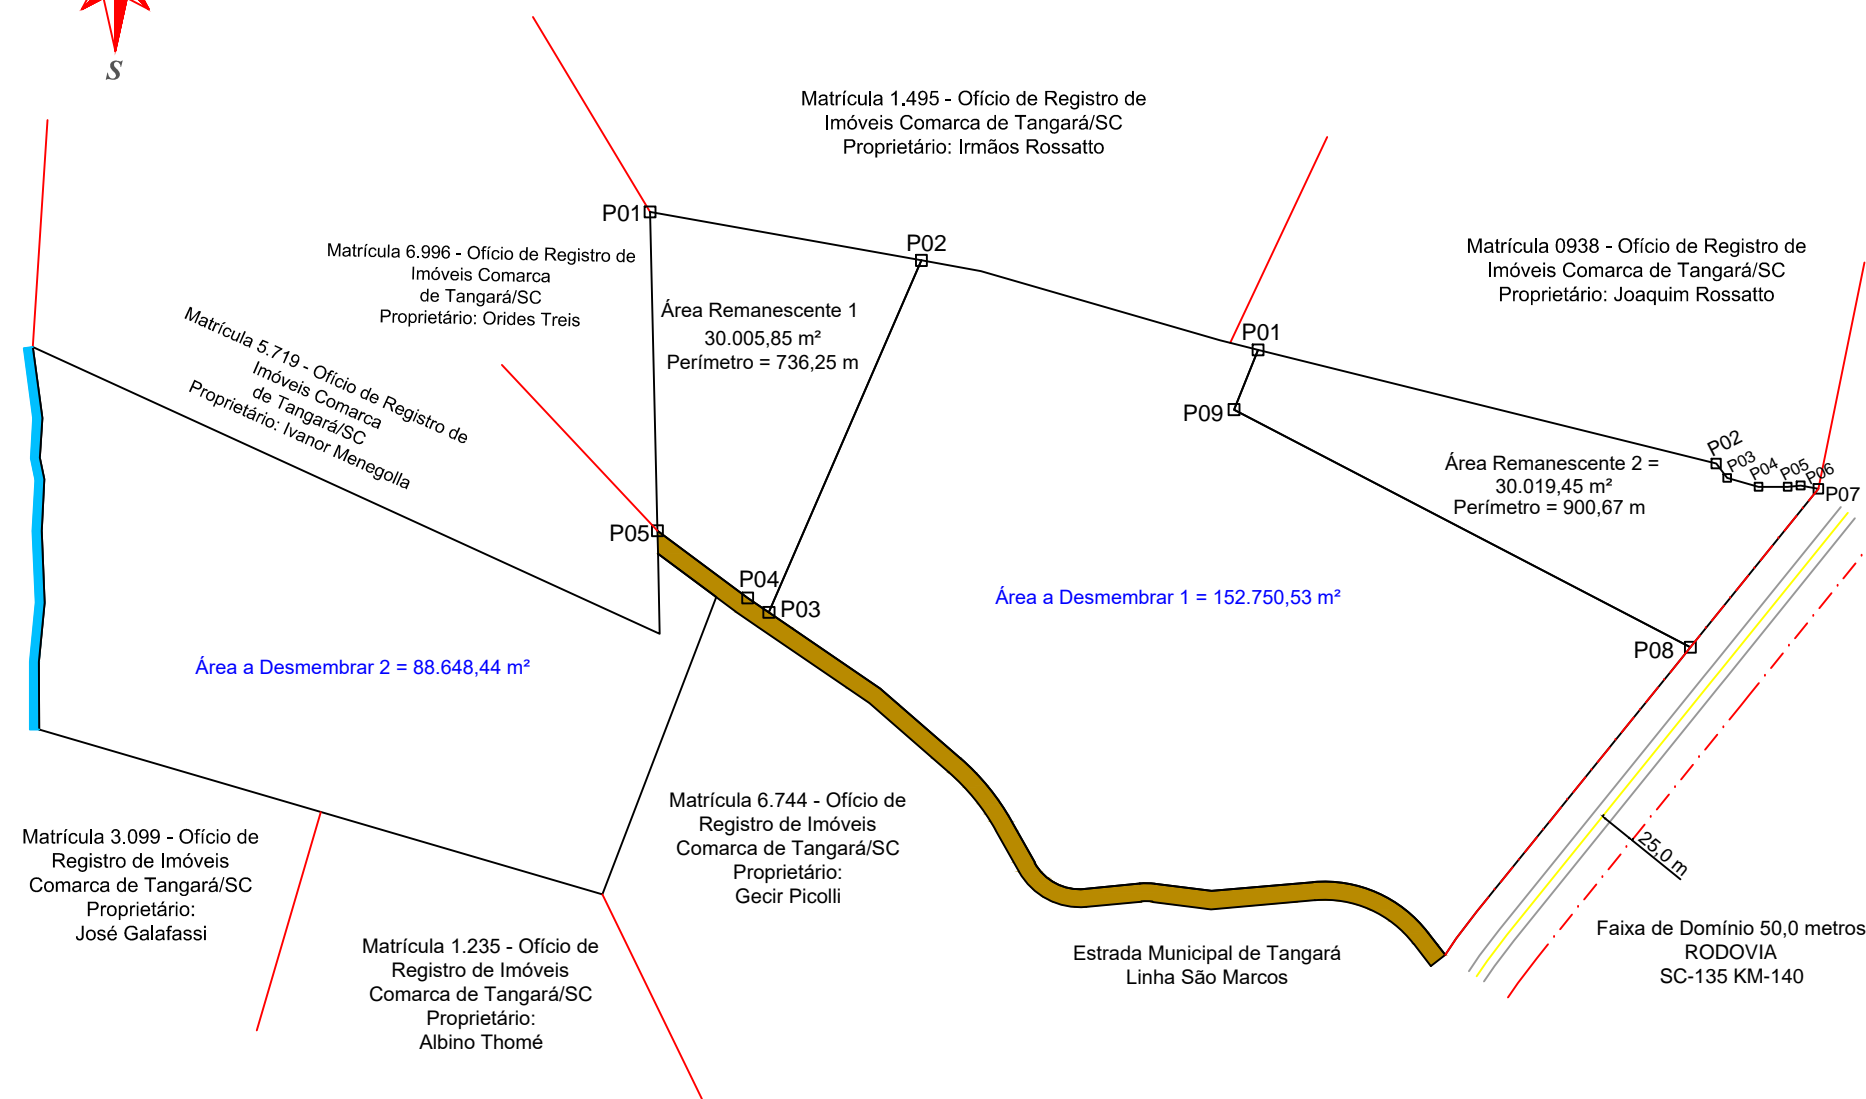 S
Matrícula 1.495 - Ofício de Registro de
Imóveis Comarca de Tangará/SC
Proprietário: Irmãos Rossatto
P01
P02
Matrícula 6.996 - Ofício de Registro de
Imóveis Comarca
de Tangará/SC
Proprietário: Orides Treis
Matrícula 0938 - Ofício de Registro de
Imóveis Comarca de Tangará/SC
Proprietário: Joaquim Rossatto
Área Remanescente 1
30.005,85 m²
Perímetro = 736,25 m
Matrícula 5.719 - Ofício de Registro de
Imóveis Comarca
de Tangará/SC
Proprietário: Ivanor Menegolla
P01
P09
P02
P03
P04
P05
P06
P07
Área Remanescente 2 =
30.019,45 m²
Perímetro = 900,67 m
P05
P04
P03
Área a Desmembrar 1 = 152.750,53 m²
P08
Área a Desmembrar 2 = 88.648,44 m²
Matrícula 6.744 - Ofício de
Registro de Imóveis
Comarca de Tangará/SC
Proprietário:
Gecir Picolli
Matrícula 3.099 - Ofício de
Registro de Imóveis
Comarca de Tangará/SC
Proprietário:
José Galafassi
25,0 m
Matrícula 1.235 - Ofício de
Registro de Imóveis
Comarca de Tangará/SC
Proprietário:
Albino Thomé
Estrada Municipal de Tangará
Linha São Marcos
Faixa de Domínio 50,0 metros
RODOVIA
SC-135 KM-140